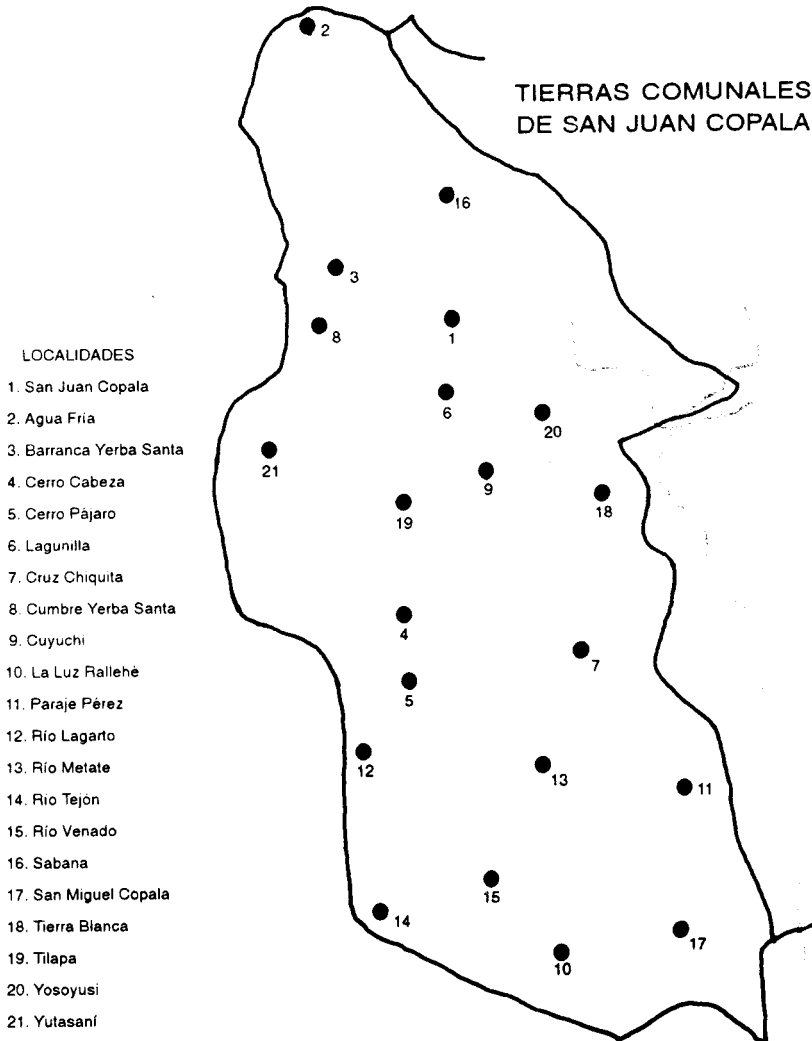 TIERRAS COMUNALES
DE SAN JUAN COPALA
2
16
3
8
1
6
20
21
9
18
19
4
7
5
12
13
11
15
14
17
10
LOCALIDADES
1. San Juan Copala
2. Agua Fría
3. Barranca Yerba Santa
4. Cerro Cabeza
5. Cerro Pájaro
6. Lagunilla
7. Cruz Chiquita
8. Cumbre Yerba Santa
9. Cuyuchi
10. La Luz Rallehé
11. Paraje Pérez
12. Río Lagarto
13. Río Metate
14. Río Tejón
15. Río Venado
16. Sabana
17. San Miguel Copala
18. Tierra Blanca
19. Tilapa
20. Yosoyusi
21. Yutasaní